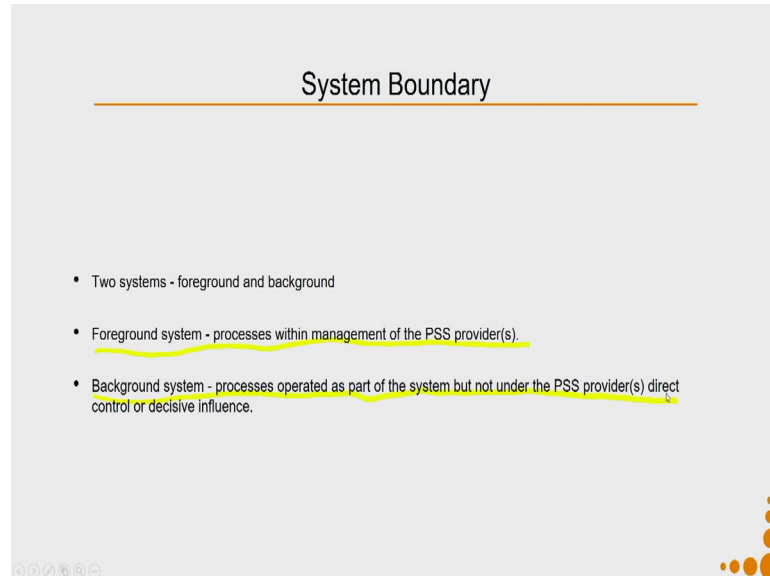 System Boundary
• Two systems - foreground and background
• Foreground system - processes within management of the PSS provider(s).
• Background system - processes operated as part of the system but not under the PSS provider(s) direct
control or decisive influence.